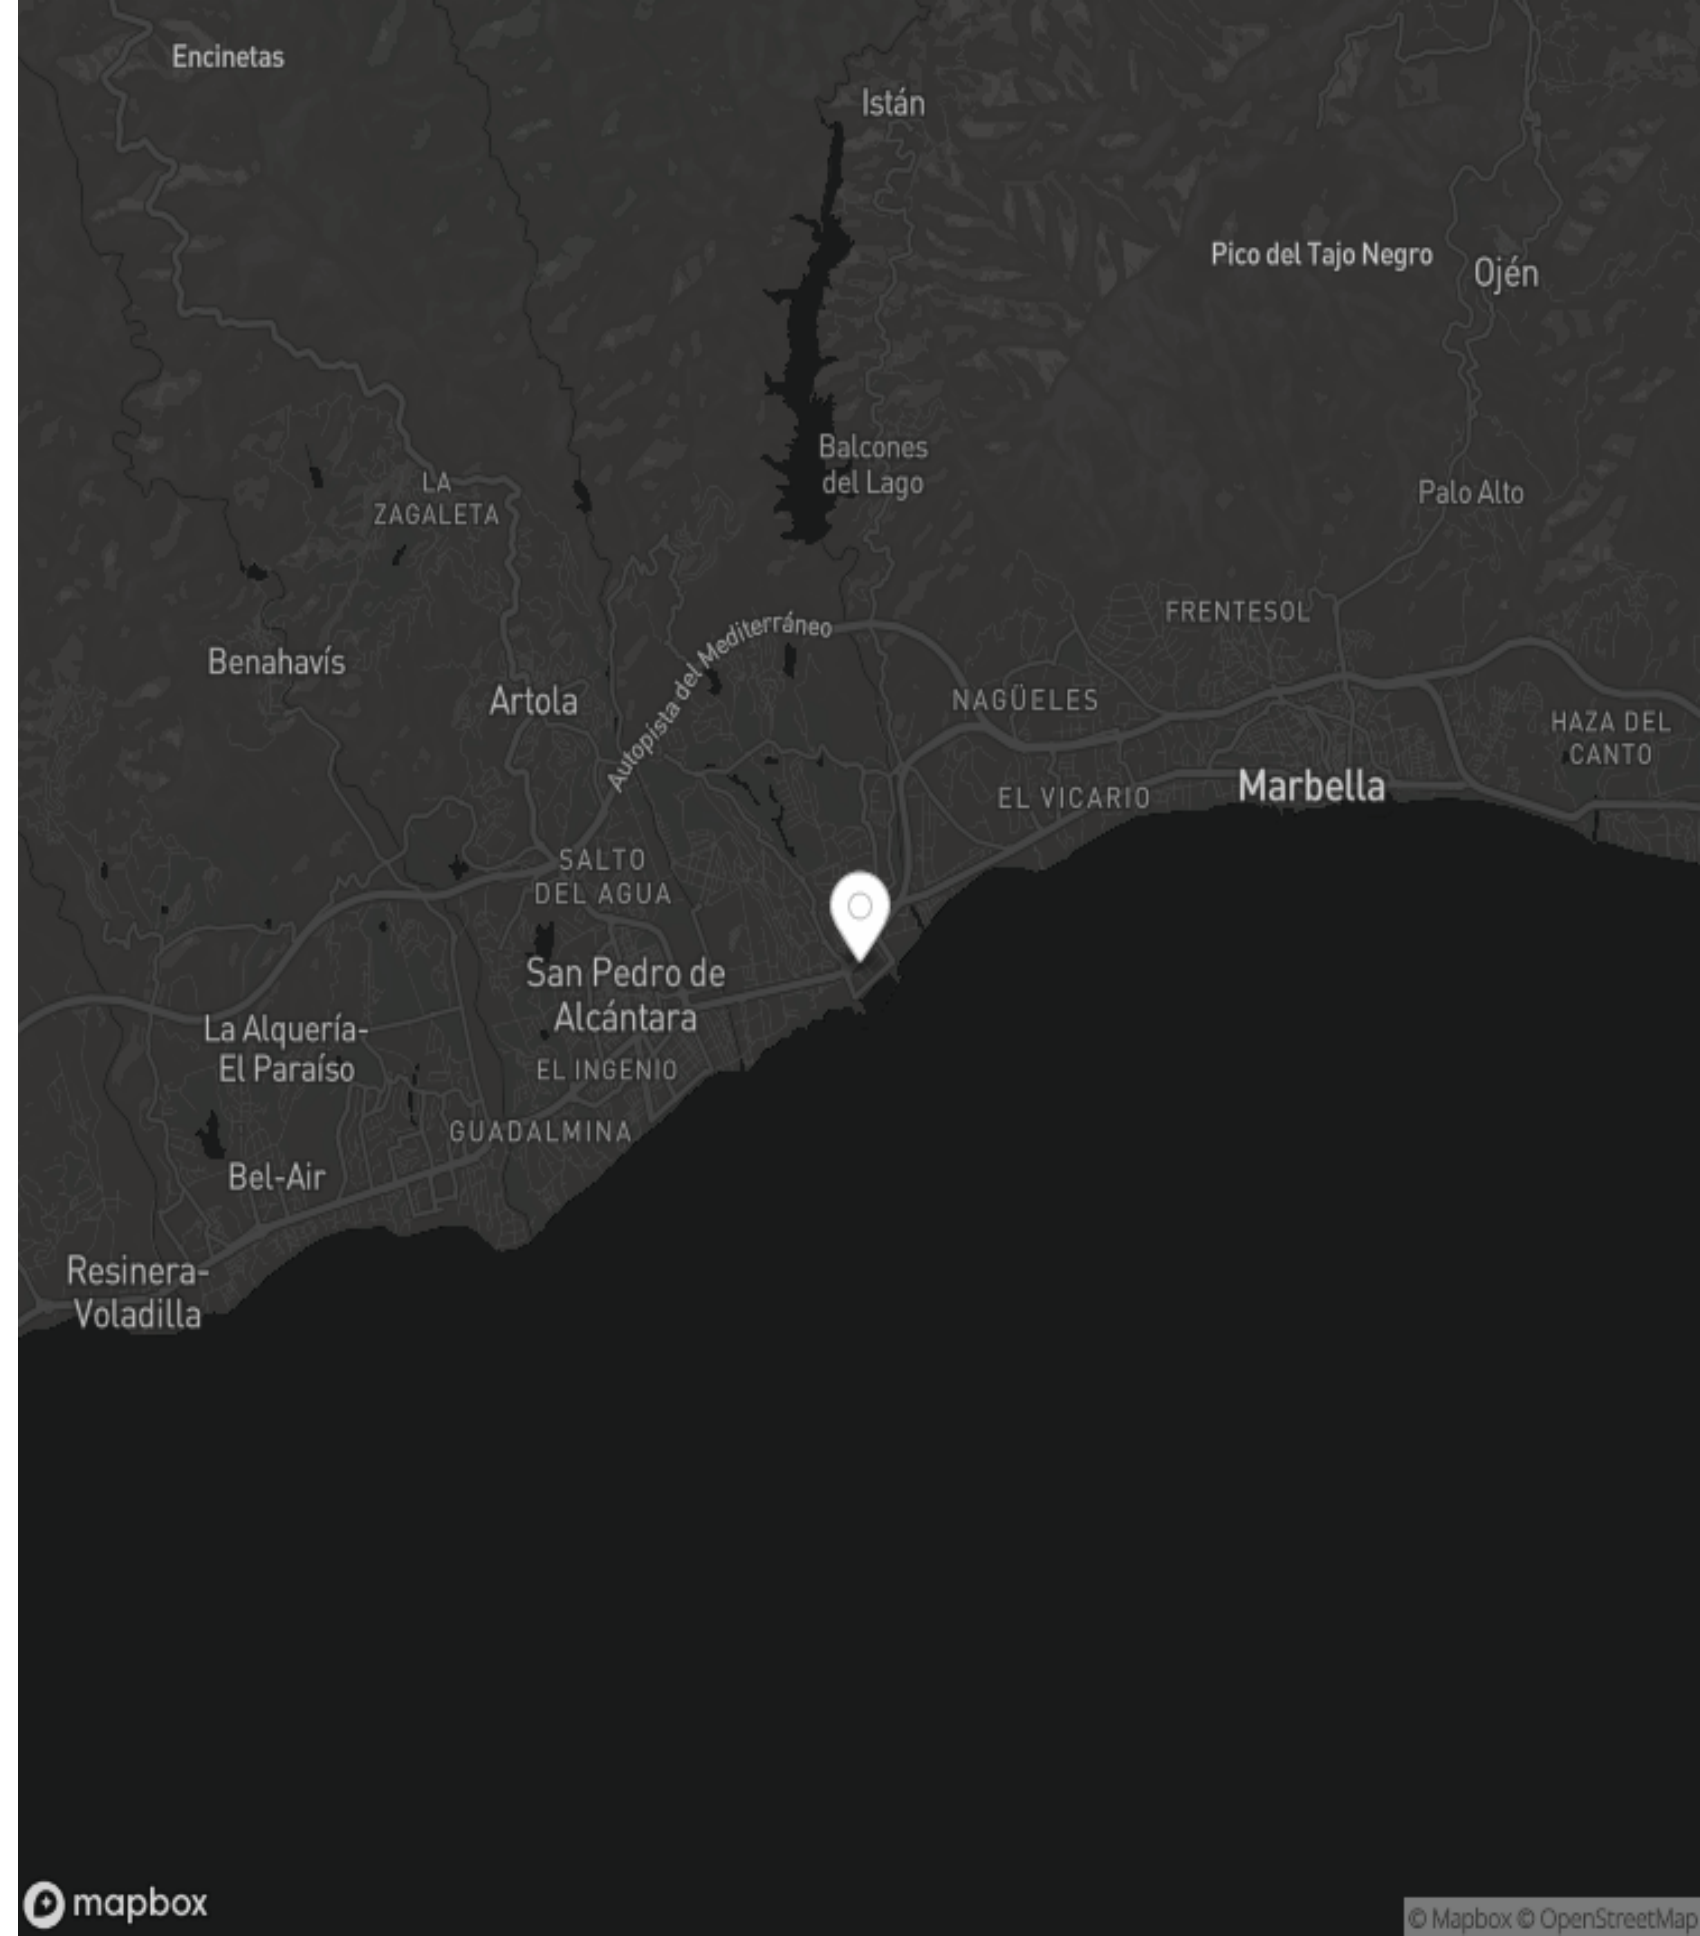 Encinetas
Istán
Pico del Tajo Negro
Ojén
Balcones
del Lago
LA
ZAGALETA
Palo Alto
FRENTESOL
Autopista del Mediterráneo
Benahavís
Artola
NAGÜELES
HAZA DEL
CANTO
EL VICARIO
Marbella
SALTO
DEL AGUA
San Pedro de
Alcántara
La Alquería-
El Paraíso
EL INGENIO
GUADALMINA
Bel-Air
Resinera-
Voladilla
mapbox
© Mapbox © OpenStreetMap